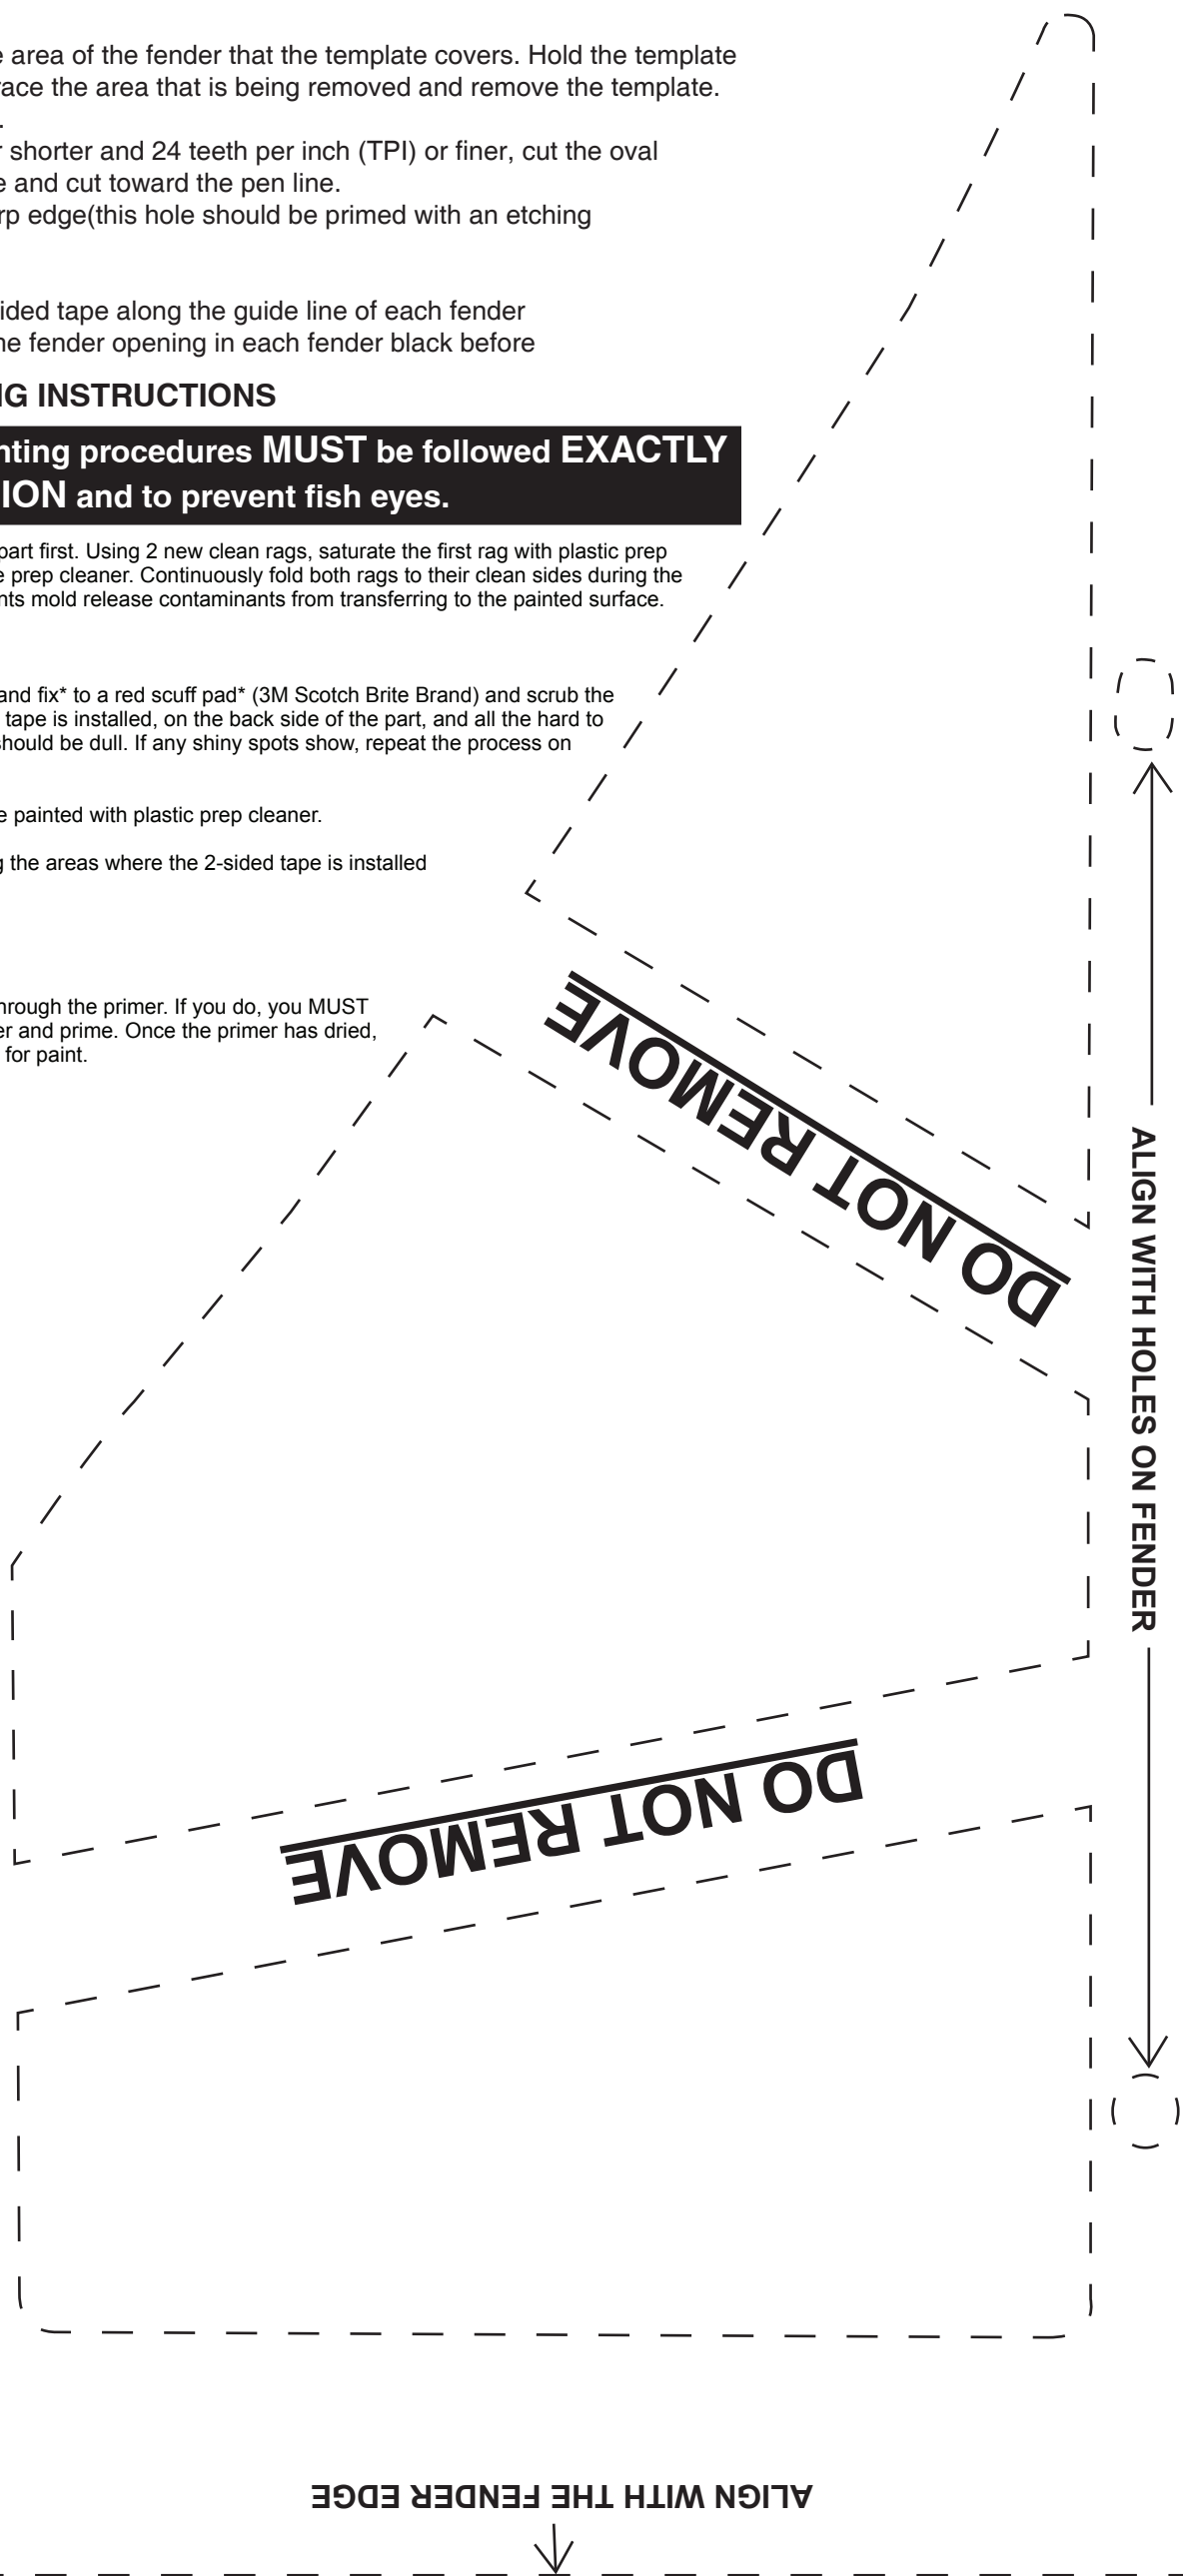 area of the fender that the template covers. Hold the template
ace the area that is being removed and remove the template.
.
shorter and 24 teeth per inch (TPI) or finer, cut the oval
e and cut toward the pen line.
rp edge(this hole should be primed with an etching
ided tape along the guide line of each fender
ne fender opening in each fender black before
G INSTRUCTIONS
nting procedures MUST be followed EXACTLY
ION and to prevent fish eyes.
part first. Using 2 new clean rags, saturate the first rag with plastic prep
e prep cleaner. Continuously fold both rags to their clean sides during the
nts mold release contaminants from transferring to the painted surface.
and fix* to a red scuff pad* (3M Scotch Brite Brand) and scrub the
tape is installed, on the back side of the part, and all the hard to
should be dull. If any shiny spots show, repeat the process on
e painted with plastic prep cleaner.
g the areas where the 2-sided tape is installed
hrough the primer. If you do, you MUST
er and prime. Once the primer has dried,
for paint.
DO NOT REMOVE
ALIGN WITH HOLES ON FENDER
DO NOT REMOVE
ALIGN WITH THE FENDER EDGE